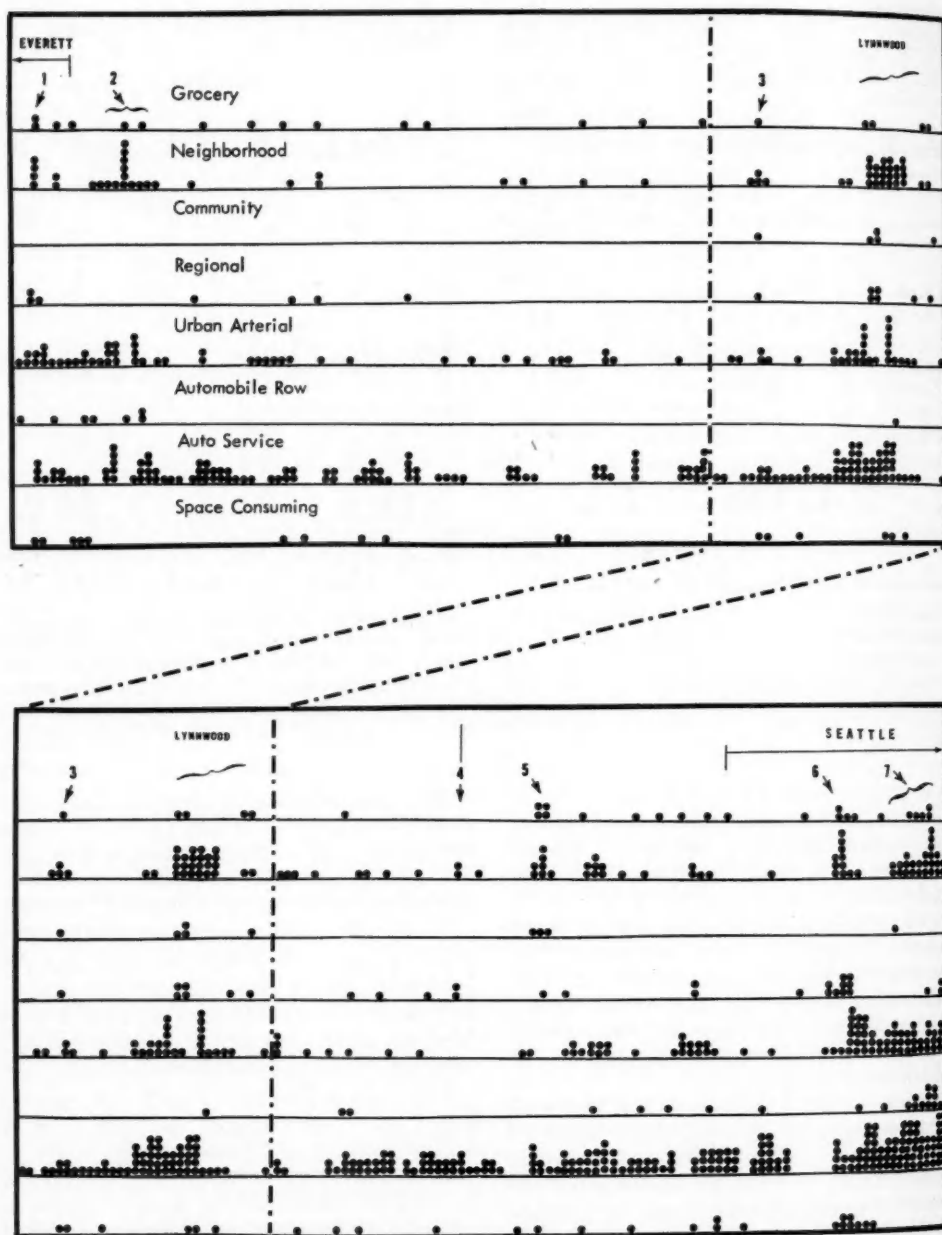 EVERETT
LYNNWOOD
1
2
3
Grocery
Neighborhood
Community
Regional
Urban Arterial
Automobile Row
Auto Service
Space Consuming
LYNNWOOD
SEATTLE
3
4
5
6
7